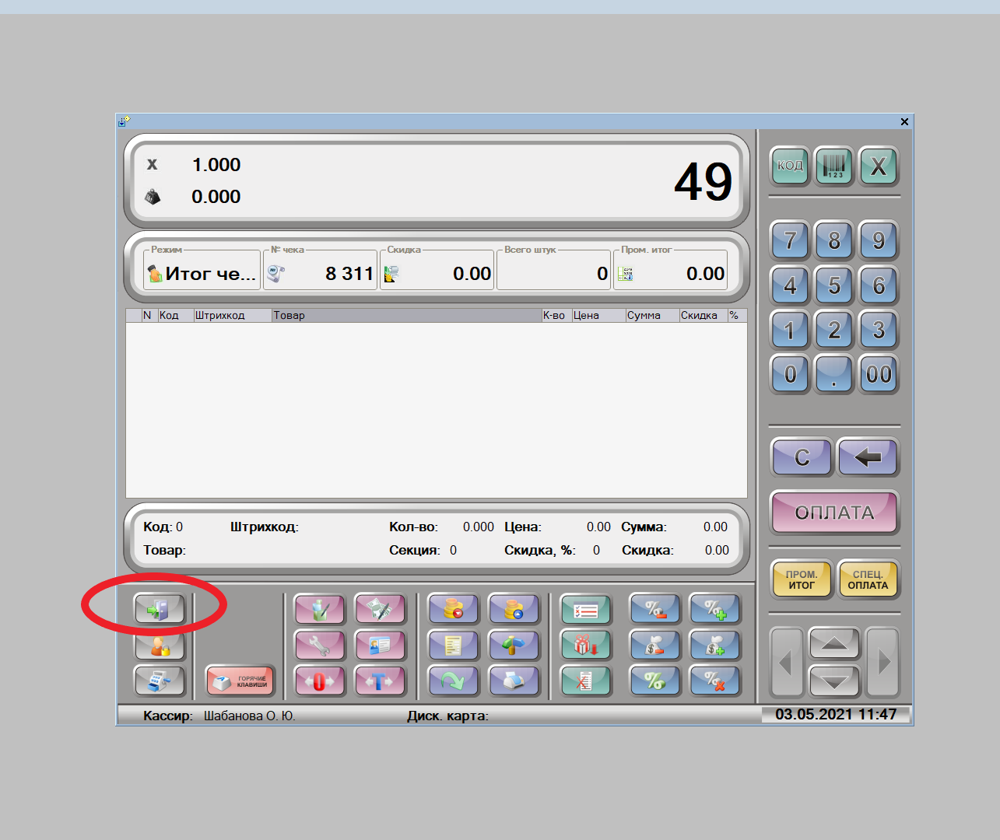 X 1.000
0.000
49
Режим № чека Скидка Всего штук Пром. итог
Итог че... 8 311 0.00 0 0.00
N Код Штрихкод Товар К-во Цена Сумма Скидка %
Код: 0 Штрихкод: Кол-во: 0.000 Цена: 0.00 Сумма: 0.00
Товар: Секция: 0 Скидка, %: 0 Скидка: 0.00
КОД 123 X
7 8 9
4 5 6
1 2 3
0 . 00
C
ОПЛАТА
ПРОМ.
ИТОГ
СПЕЦ.
ОПЛАТА
ГОРЯЧИЕ
КЛАВИШИ
0 Т
Кассир: Шабанова О. Ю. Диск. карта: 03.05.2021 11:47